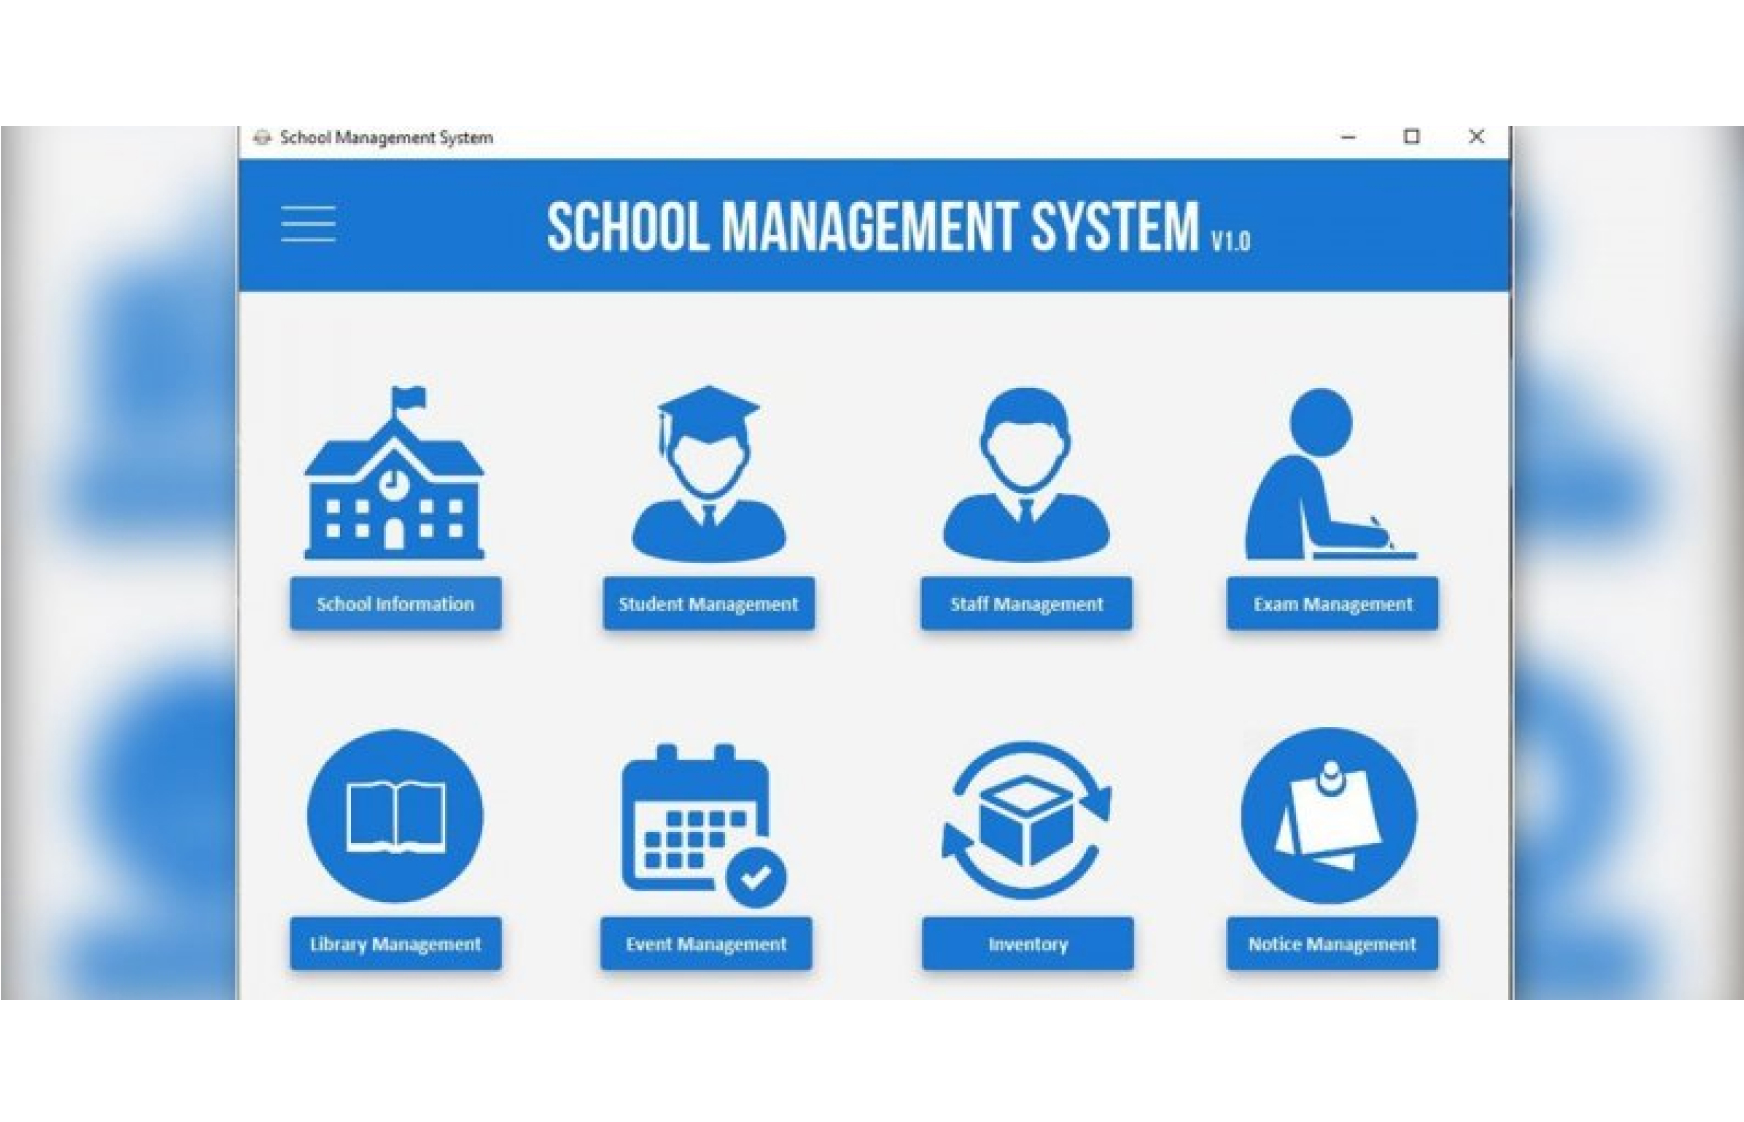 School Management System
SCHOOL MANAGEMENT SYSTEM V1.0
School Information
Student Management
Staff Management
Exam Management
Library Management
Event Management
Inventory
Notice Management